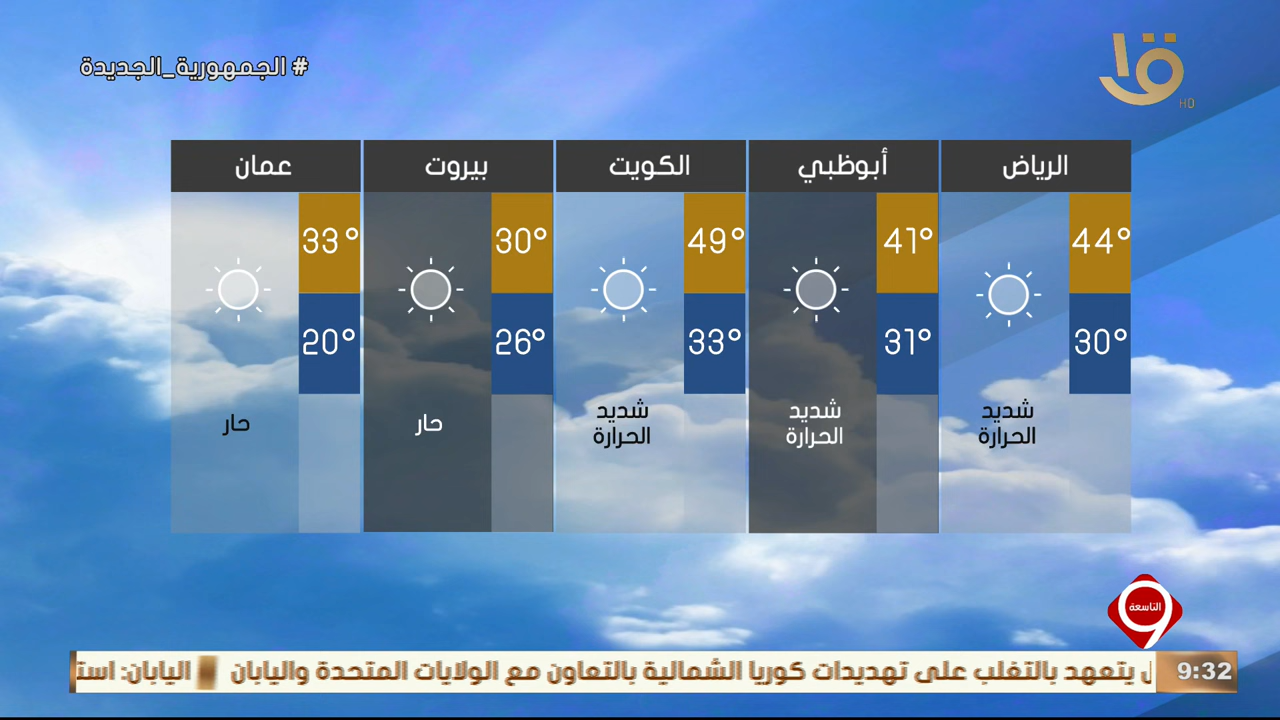 #الجمهورية_الجديدة
HD
الرياض
44°
30°
شديد
الحرارة
أبوظبي
41°
31°
شديد
الحرارة
الكويت
49°
33°
شديد
الحرارة
بيروت
30°
26°
حار
عمان
33°
20°
حار
التاسعة
9
9:32
يتعهد بالتغلب على تهديدات كوريا الشمالية بالتعاون مع الولايات المتحدة واليابان
اليابان: